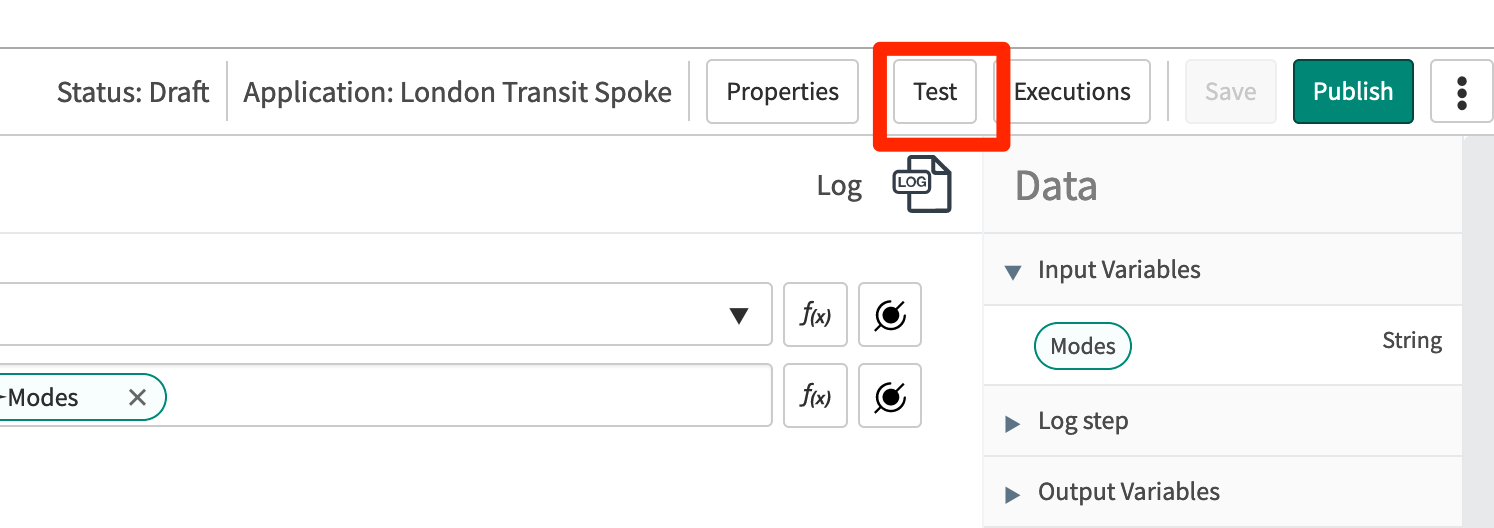 Status: Draft Application: London Transit Spoke Properties Test Executions Save Publish
Log LOG
Data
Input Variables
f(x)
Modes String
Modes f(x)
Log step
Output Variables